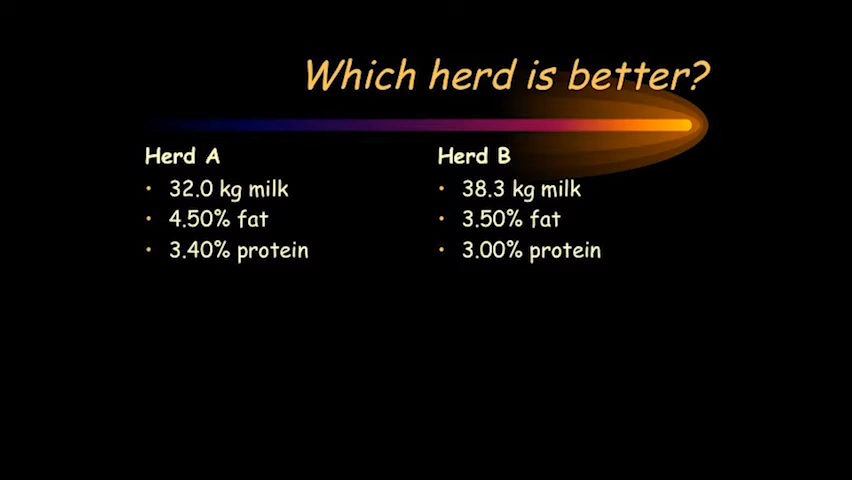 Which herd is better?
Herd A
• 32.0 kg milk
• 4.50% fat
• 3.40% protein
Herd B
• 38.3 kg milk
• 3.50% fat
• 3.00% protein